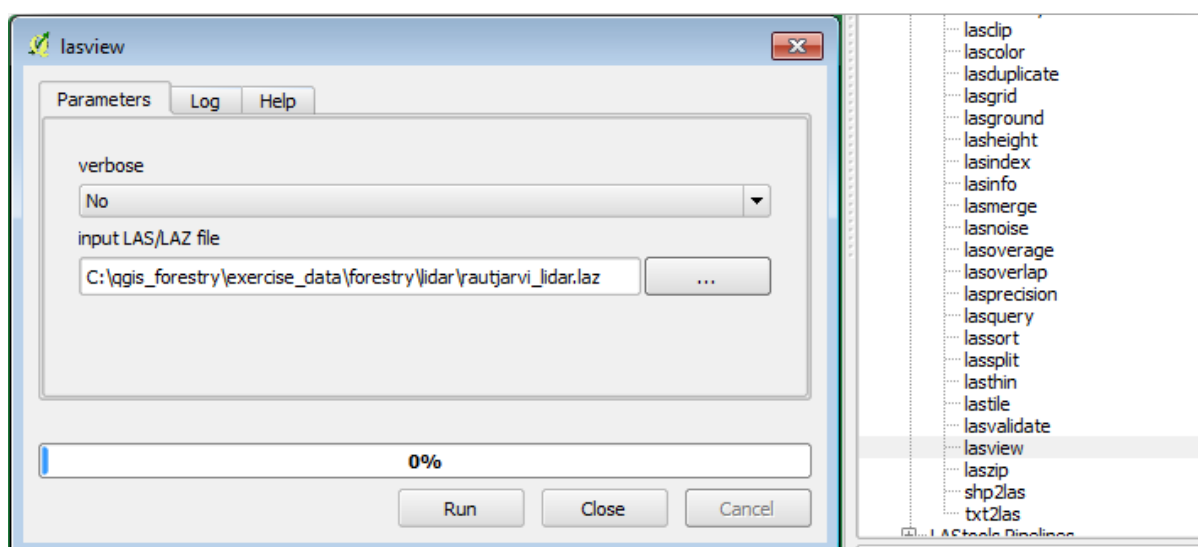 lasview
Parameters
Log
Help
verbose
No
input LAS/LAZ file
C:\qgis_forestry\exercise_data\forestry\lidar\rautjarvi_lidar.laz
...
0%
Run
Close
Cancel
lasclip
lascolor
lasduplicate
lasgrid
lasground
lasheight
lasindex
lasinfo
lasmerge
lasnoise
lasoverage
lasoverlap
lasprecision
lasquery
lassort
lassplit
lasthin
lastile
lasvalidate
lasview
laszip
shp2las
txt2las
LAStools Pipelines